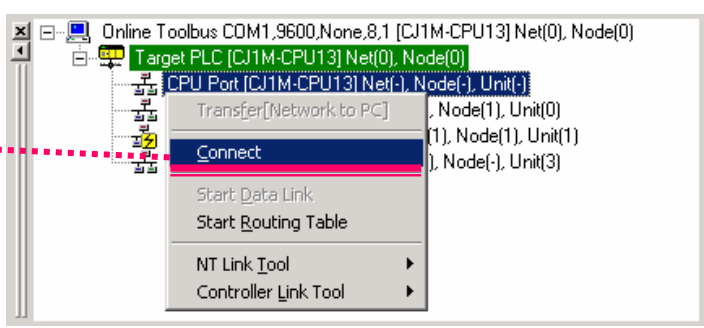 Online Toolbus COM1,9600,None,8,1 [CJ1M-CPU13] Net(0), Node(0)
Target PLC [CJ1M-CPU13] Net(0), Node(0)
CPU Port [CJ1M-CPU13] Net(-), Node(-), Unit(-)
Transfer[Network to PC] , Node(1), Unit(0)
(1), Node(1), Unit(1)
Connect ), Node(-), Unit(3)
Start Data Link
Start Routing Table
NT Link Tool
Controller Link Tool